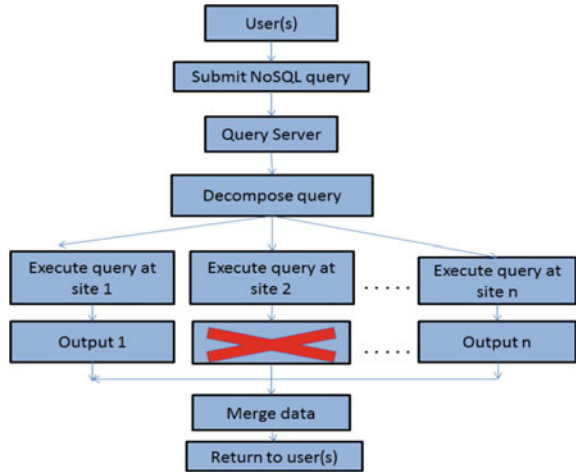 User(s)
Submit NoSQL query
Query Server
Decompose query
Execute query at
site 1
Execute query at
site 2
. . . . .
Execute query at
site n
Output 1
. . . . .
Output n
Merge data
Return to user(s)